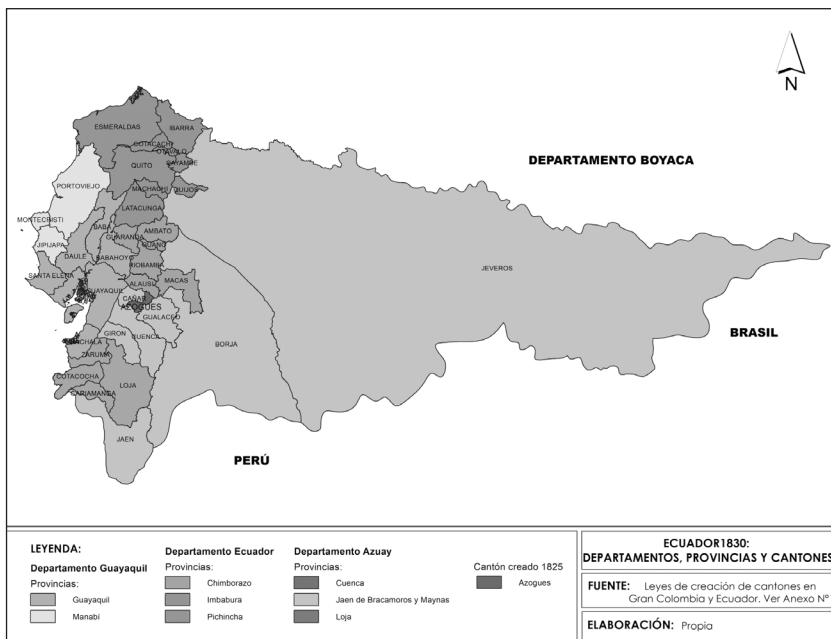 N
ESMERALDAS
IBARRA
COTACACHI
OTAVALO
CAYAMBE
QUITO
DEPARTAMENTO BOYACA
MACHACHI
QUIJOS
PORTOVIEJO
LATACUNGA
MONTECRISTI
BABA
AMBATO
GUARANDA
GUANO
JIPIJAPA
DAULE
BABAHOYO
RIOBAMBA
JEVEROS
SANTA ELENA
GUAYAQUIL
ALAUSI
MACAS
CAÑAR
AZOGUES
GUALACEO
BRASIL
GIRON
CUENCA
BORJA
MACHALA
ZARUMA
COTACOCHA
LOJA
CARIAMANGA
JAEN
PERÚ
LEYENDA:
Departamento Guayaquil
Provincias:
Guayaquil
Manabí
Departamento Ecuador
Provincias:
Chimborazo
Imbabura
Pichincha
Departamento Azuay
Provincias:
Cuenca
Jaen de Bracamoros y Maynas
Loja
Cantón creado 1825
Azogues
ECUADOR1830:
DEPARTAMENTOS, PROVINCIAS Y CANTONES
FUENTE: Leyes de creación de cantones en
Gran Colombia y Ecuador. Ver Anexo N°
ELABORACIÓN: Propia